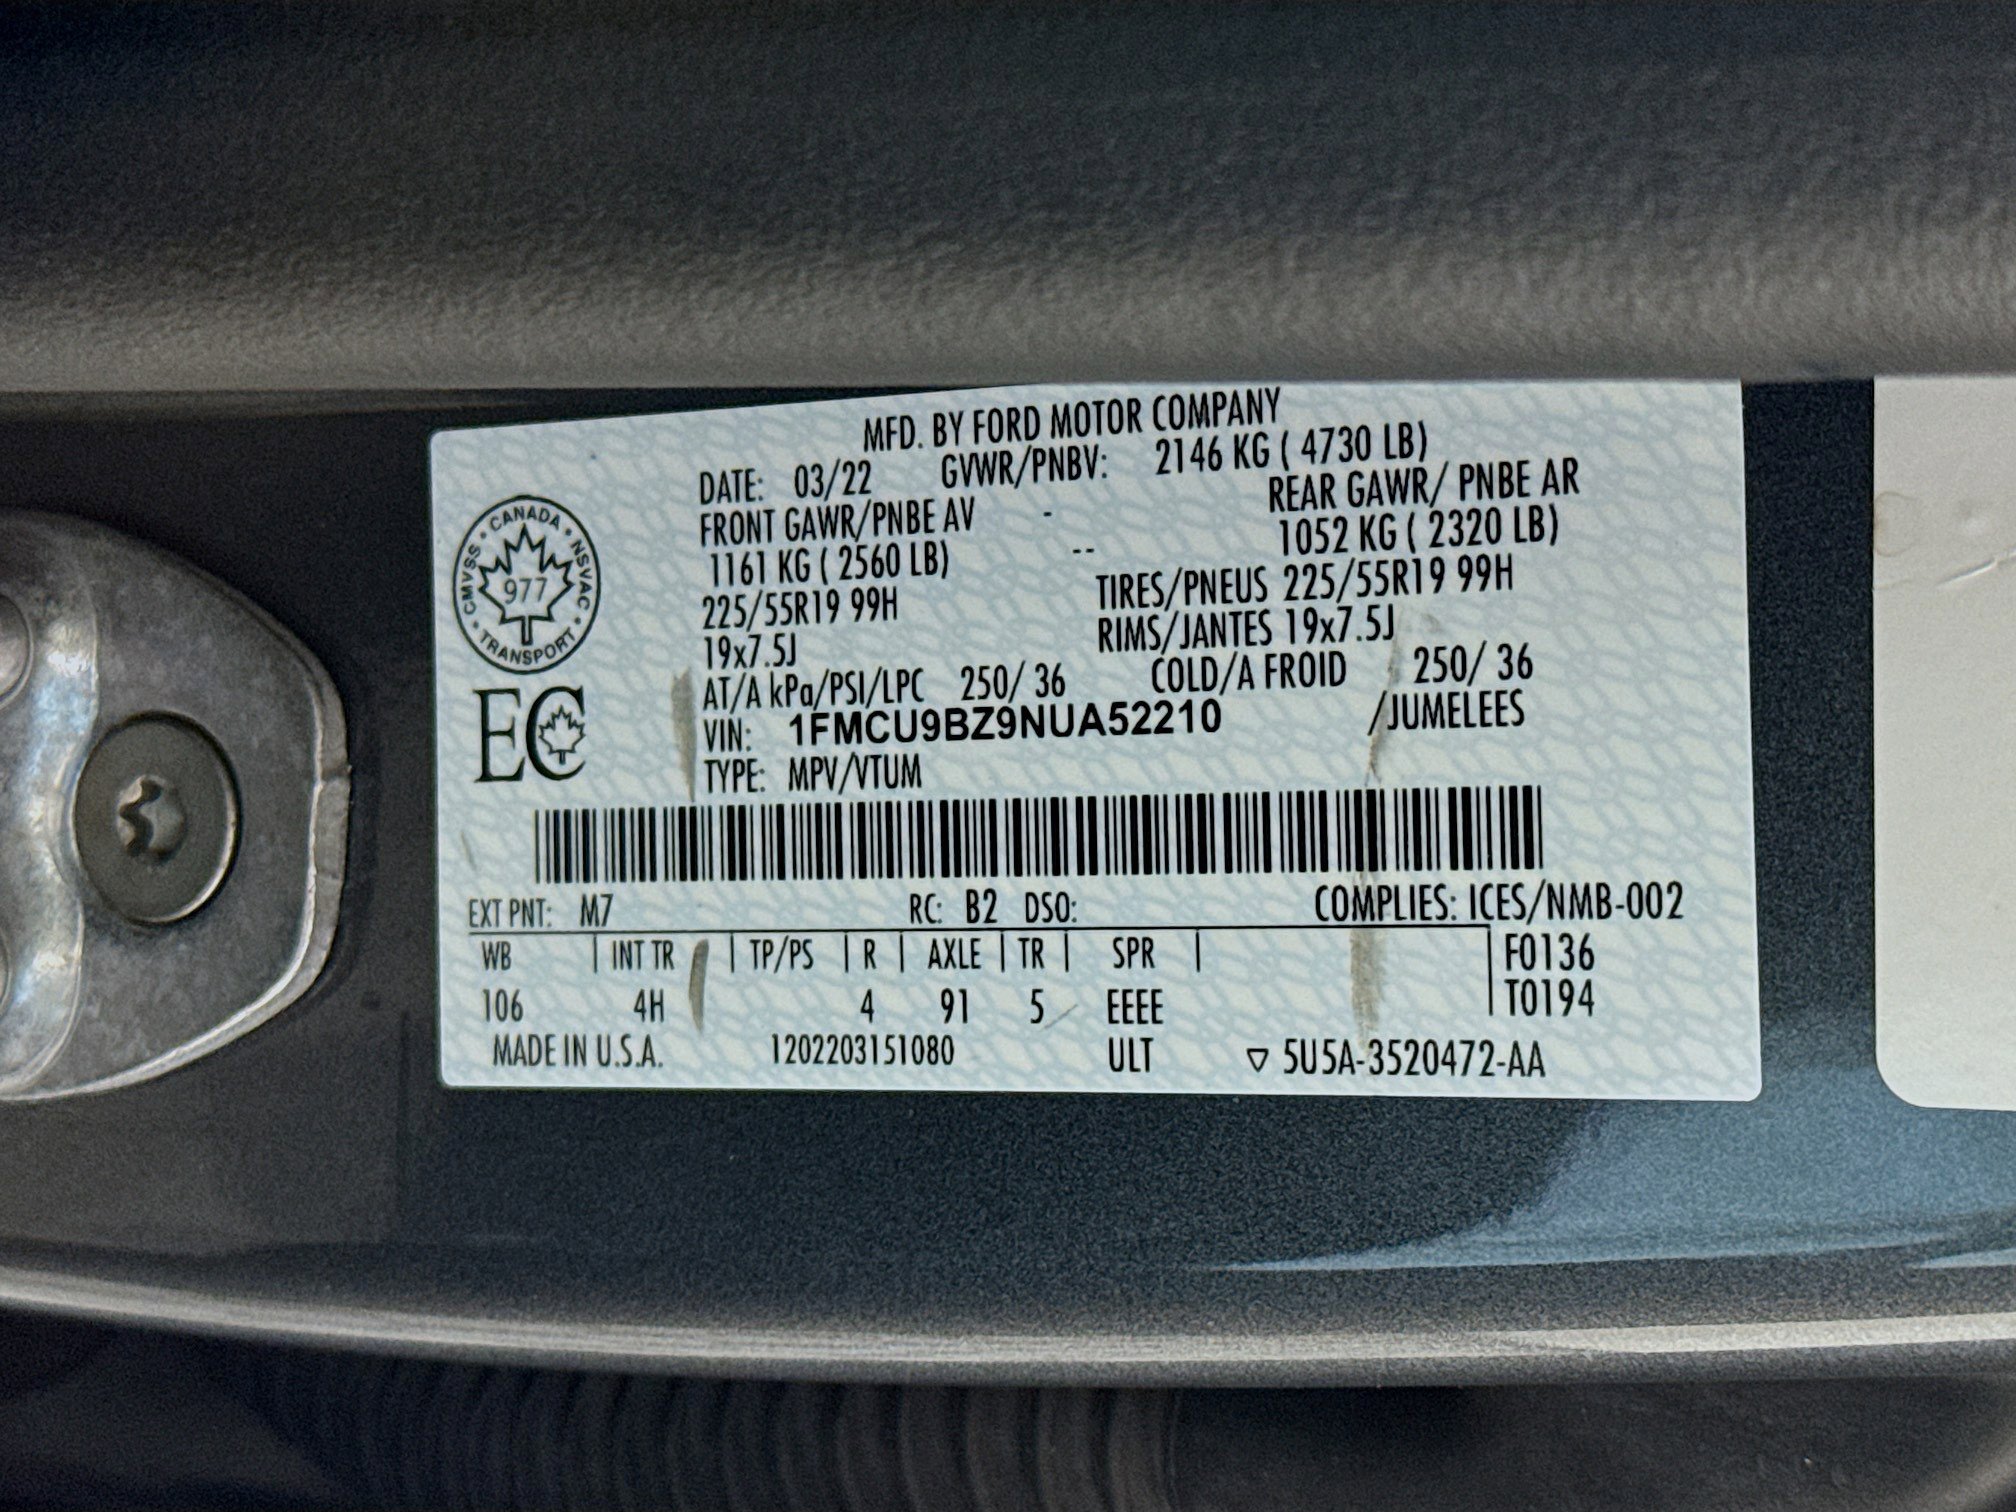 MFD. BY FORD MOTOR COMPANY
DATE: 03/22 GVWR/PNBV: 2146 KG ( 4730 LB)
FRONT GAWR/PNBE AV - REAR GAWR/ PNBE AR
1161 KG ( 2560 LB) -- 1052 KG ( 2320 LB)
225/55R19 99H TIRES/PNEUS 225/55R19 99H
19x7.5J RIMS/JANTES 19x7.5J
AT/A kPa/PSI/LPC 250/ 36 COLD/A FROID 250/ 36
VIN: 1FMCU9BZ9NUA52210 /JUMELEES
TYPE: MPV/VTUM
CANADA • NSVAC • TRANSPORT • CMVSS •
977
EC
EXT PNT: M7 RC: B2 DSO: COMPLIES: ICES/NMB-002
WB | INT TR | TP/PS | R | AXLE | TR | SPR | | F0136
106 4H 4 91 5 EEEE | T0194
MADE IN U.S.A. 1202203151080 ULT ▽ 5U5A-3520472-AA